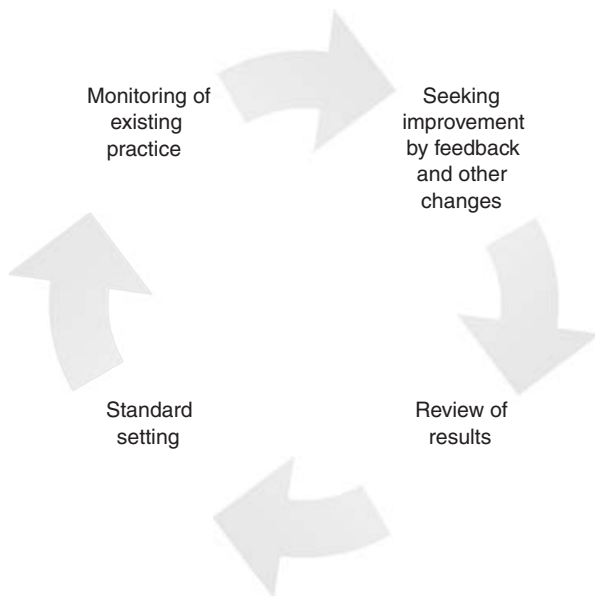 Monitoring of
existing
practice
Seeking
improvement
by feedback
and other
changes
Review of
results
Standard
setting